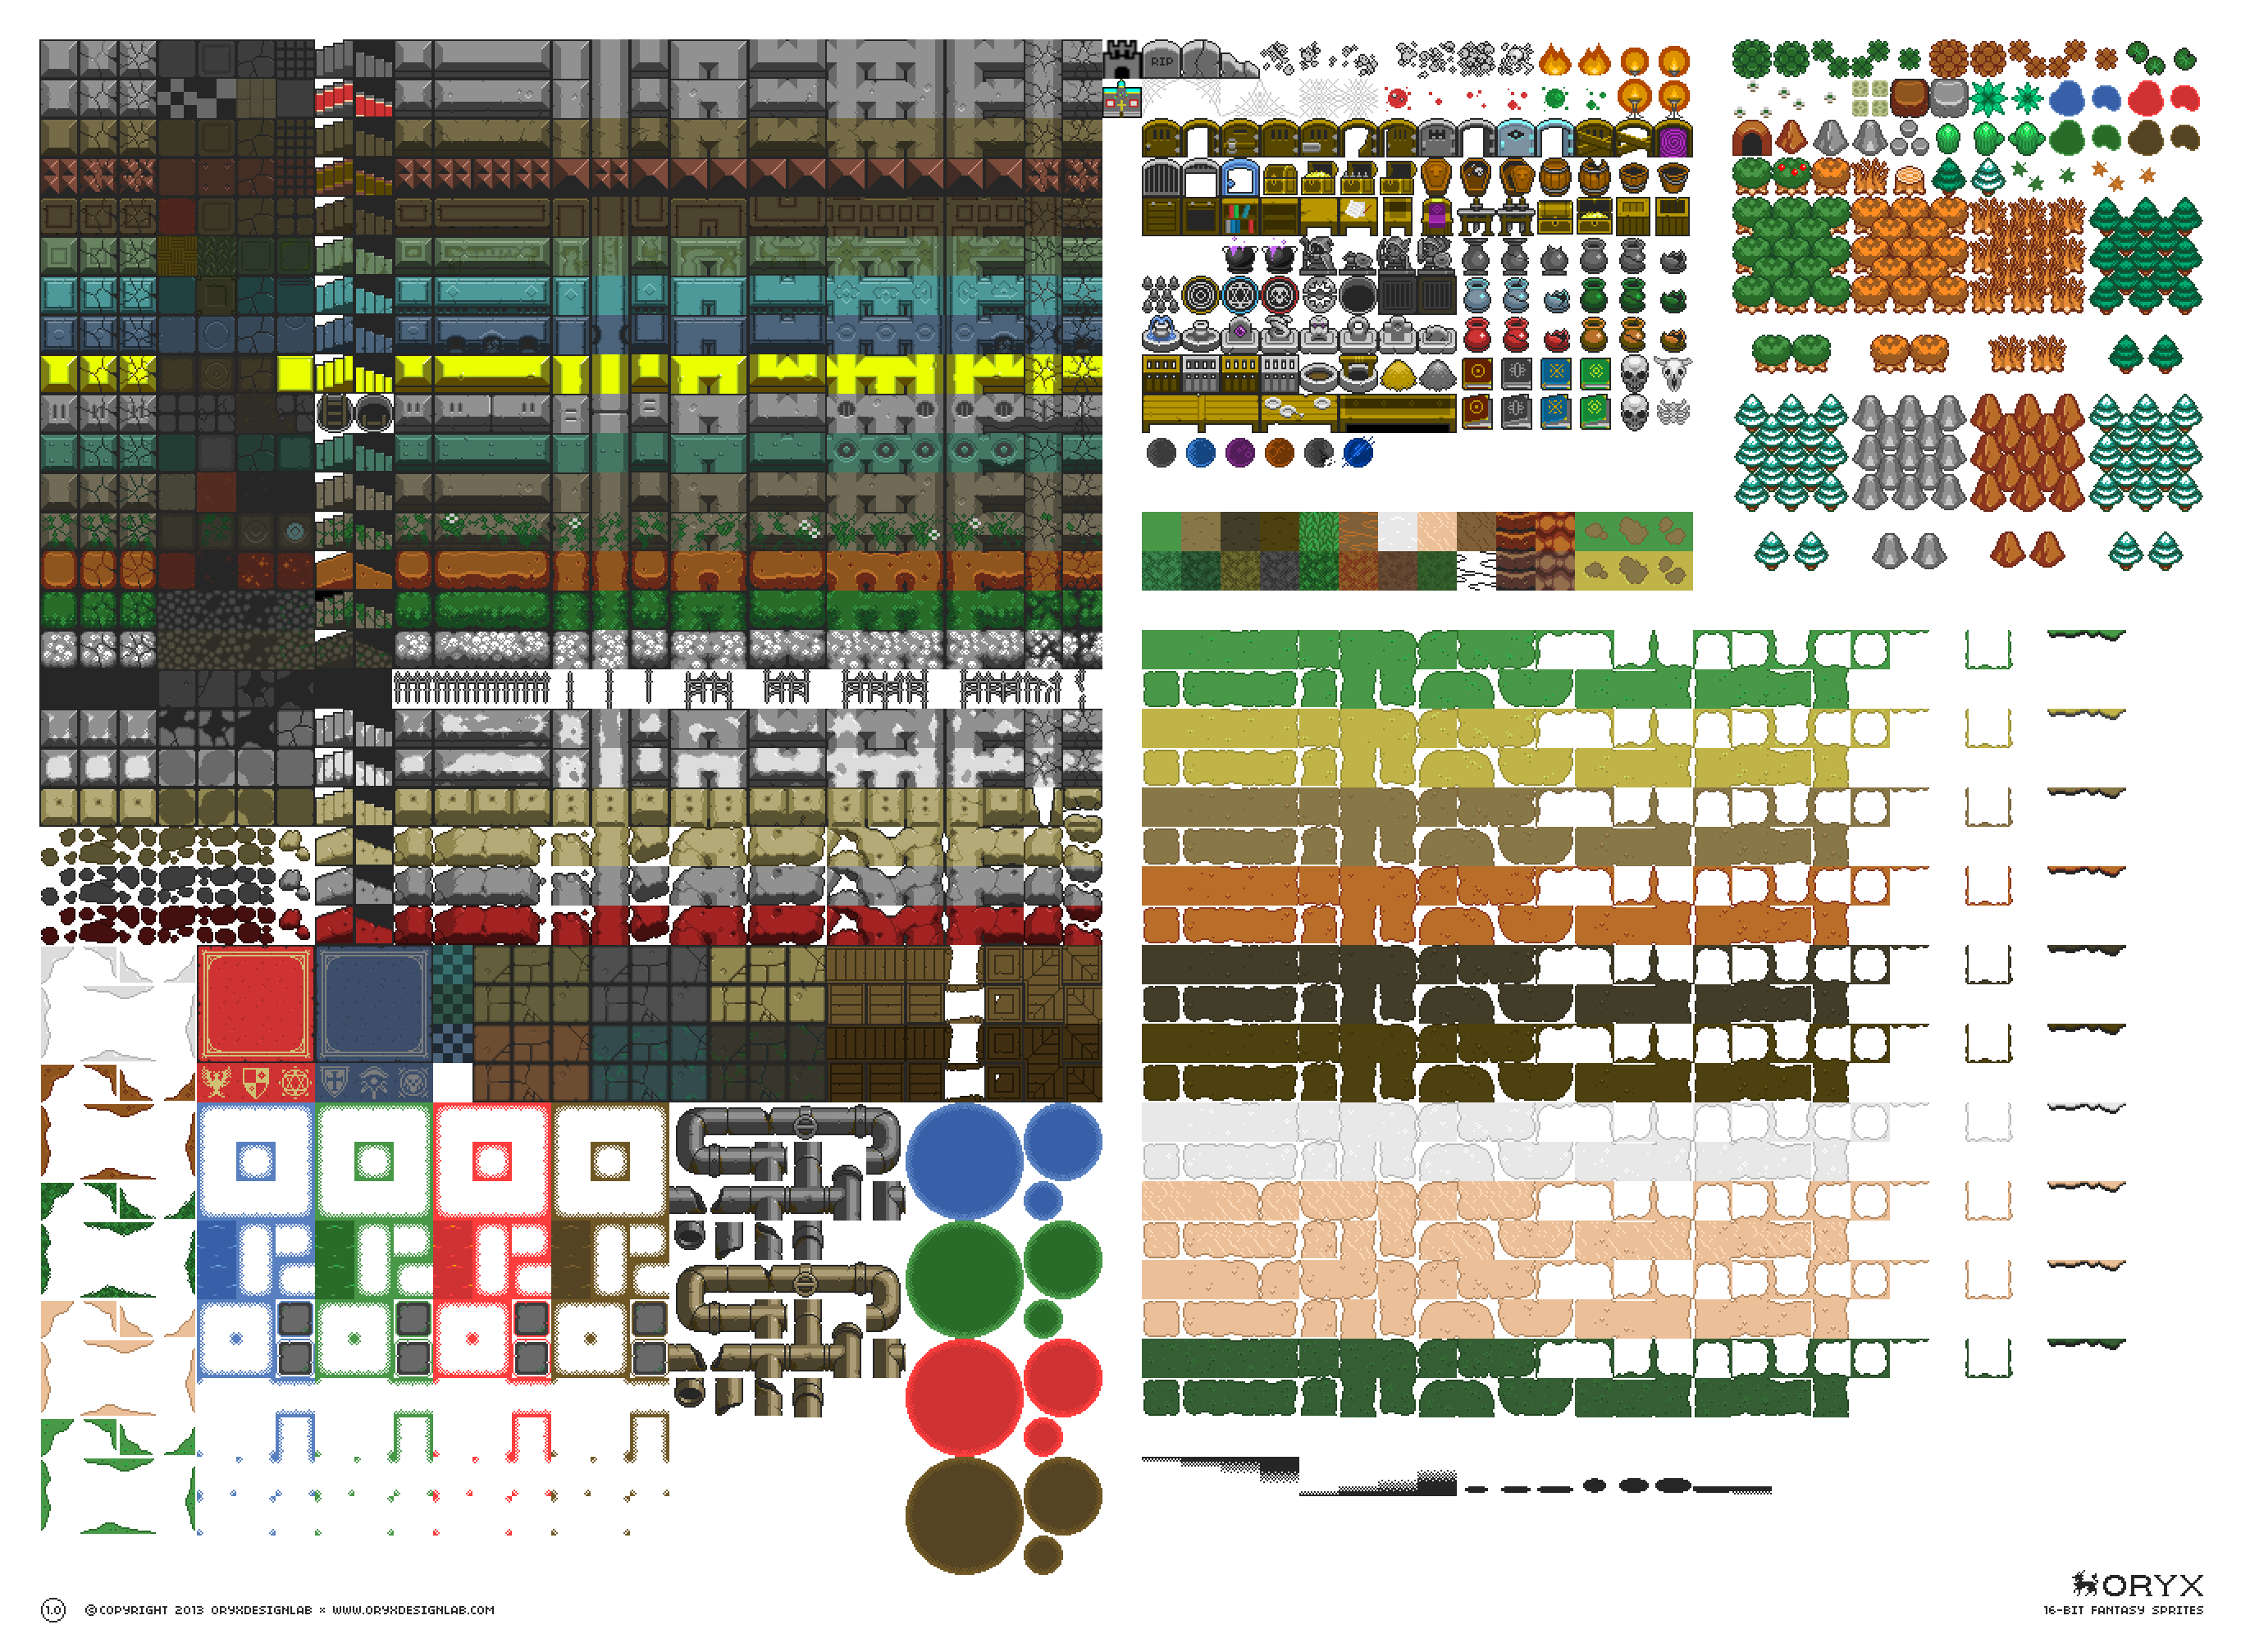 RIP
1.0 ©COPYRIGHT 2013 ORYXDESIGNLAB × WWW.ORYXDESIGNLAB.COM
ORYX
16-BIT FANTASY SPRITES